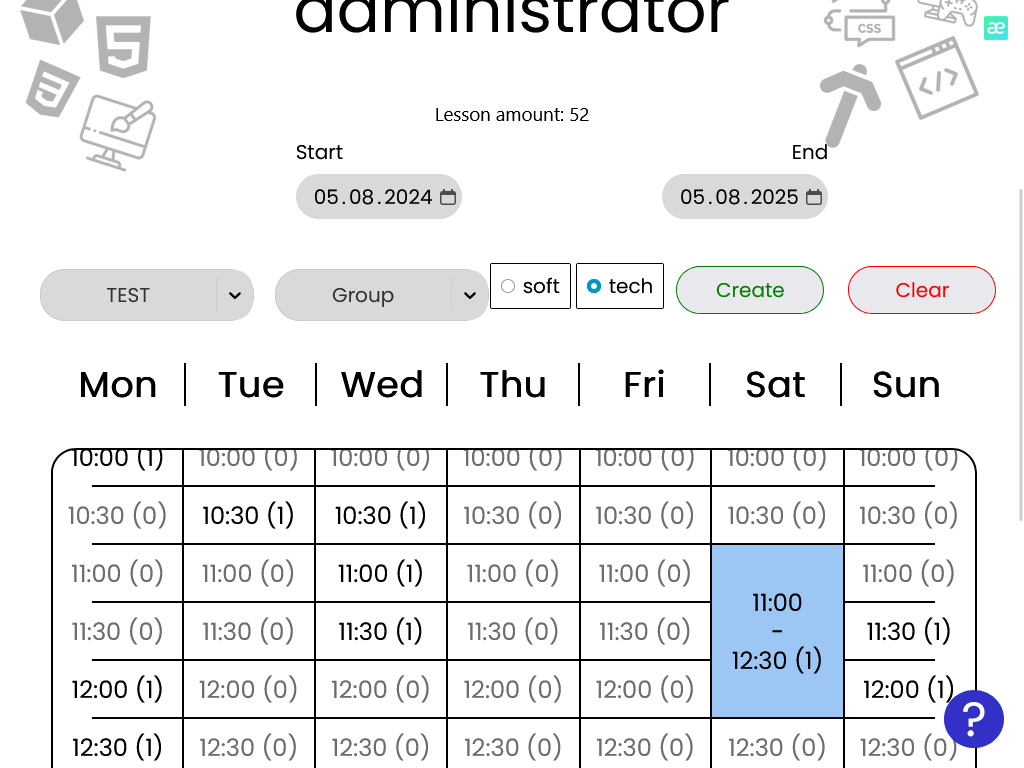 administrator
CSS
æ
</>
Lesson amount: 52
Start End
05.08.2024 05.08.2025
TEST Group soft tech Create Clear
Mon Tue Wed Thu Fri Sat Sun
10:00 (1) 10:00 (0) 10:00 (0) 10:00 (0) 10:00 (0) 10:00 (0) 10:00 (0)
10:30 (0) 10:30 (1) 10:30 (1) 10:30 (0) 10:30 (0) 10:30 (0) 10:30 (0)
11:00 (0) 11:00 (0) 11:00 (1) 11:00 (0) 11:00 (0) 11:00 (0)
11:00
-
12:30 (1)
11:30 (0) 11:30 (0) 11:30 (1) 11:30 (0) 11:30 (0) 11:30 (1)
12:00 (1) 12:00 (0) 12:00 (0) 12:00 (0) 12:00 (0) 12:00 (1)
12:30 (1) 12:30 (0) 12:30 (0) 12:30 (0) 12:30 (0) 12:30 (0) 12:30 (0)
?